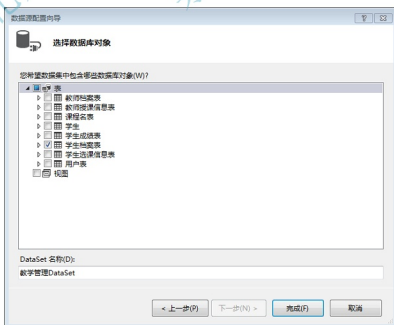 数据源配置向导
选择数据库对象
您希望数据集中包含哪些数据库对象(W)?
表
教师档案表
教师授课信息表
课程名表
学生
学生成绩表
学生档案表
学生选课信息表
用户表
视图
DataSet 名称(D):
教学管理DataSet
< 上一步(P) 下一步(N) > 完成(F) 取消